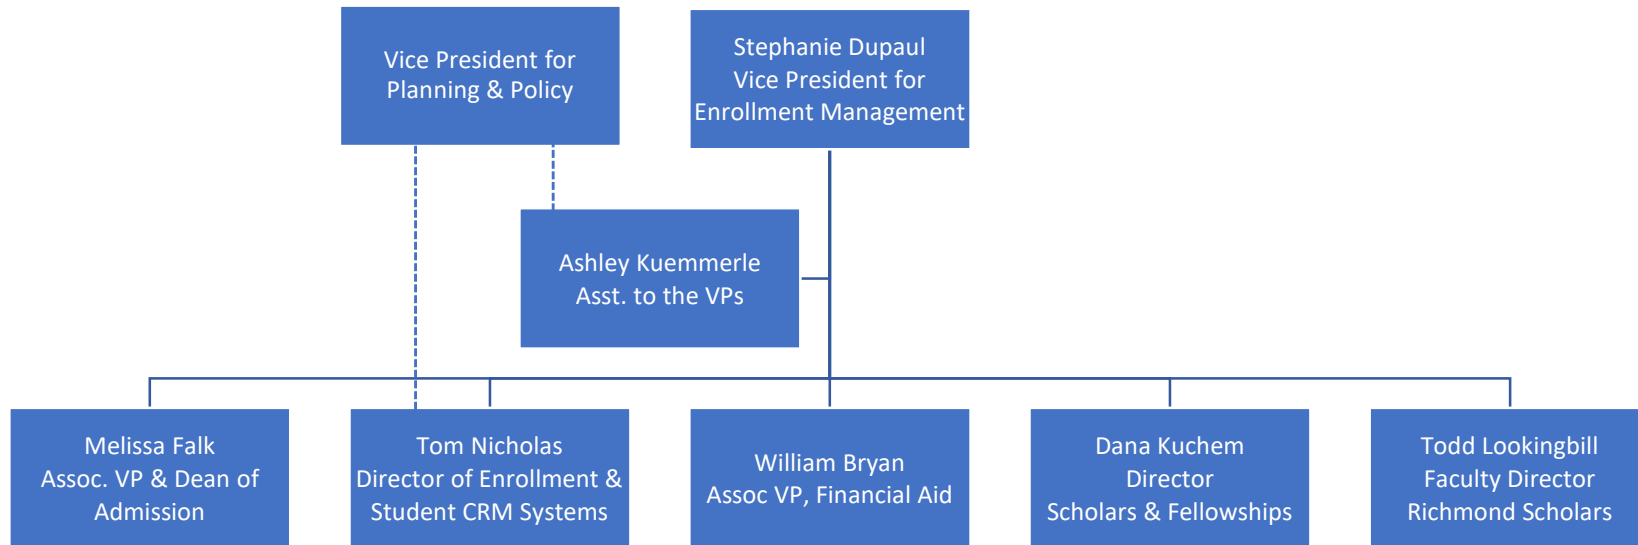 Vice President for
Planning & Policy
Stephanie Dupaul
Vice President for
Enrollment Management
Ashley Kuemmerle
Asst. to the VPs
Melissa Falk
Assoc. VP & Dean of
Admission
Tom Nicholas
Director of Enrollment &
Student CRM Systems
William Bryan
Assoc VP, Financial Aid
Dana Kuchem
Director
Scholars & Fellowships
Todd Lookingbill
Faculty Director
Richmond Scholars